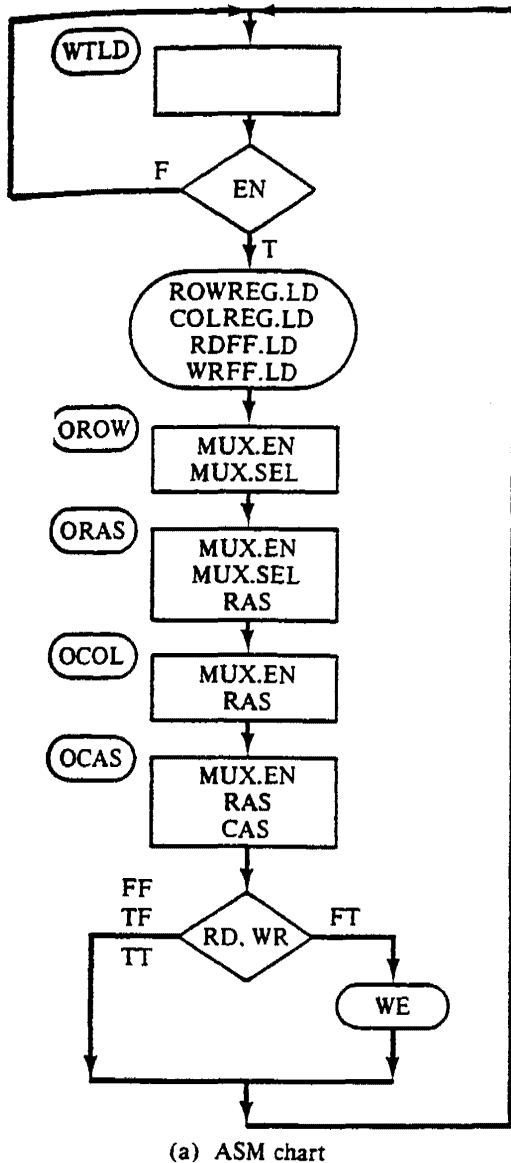 WTLD
F
EN
T
ROWREG.LD
COLREG.LD
RDFF.LD
WRFF.LD
OROW
MUX.EN
MUX.SEL
ORAS
MUX.EN
MUX.SEL
RAS
OCOL
MUX.EN
RAS
OCAS
MUX.EN
RAS
CAS
FF
TF
TT
RD, WR
FT
WE
(a) ASM chart